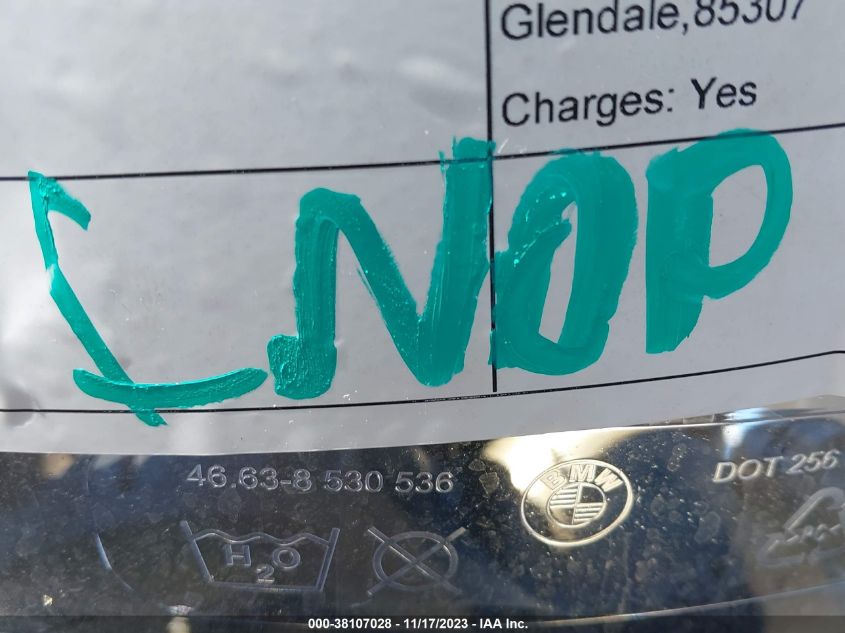 Glendale,85307
Charges: Yes
NOP
46.63-8 530 536
BMW
DOT 256
H2O
000-38107028 - 11/17/2023 - IAA Inc.